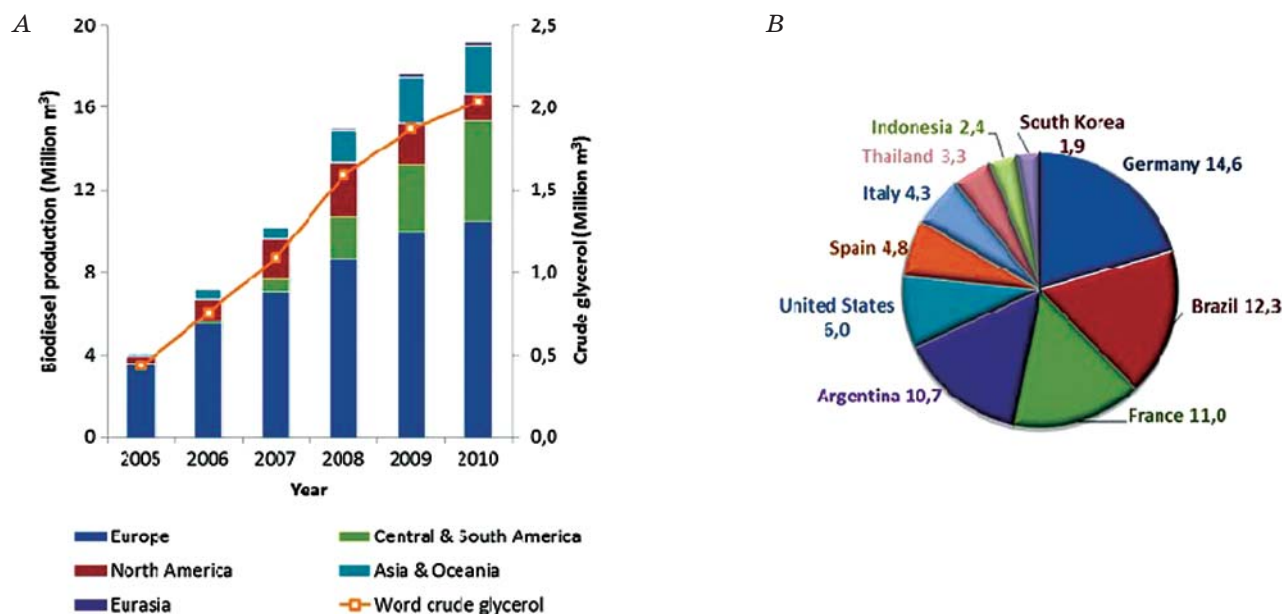 A
Biodiesel production (Million m³)
20
16
12
8
4
0
2,5
2,0
1,5
1,0
0,5
0,0
Crude glycerol (Million m³)
2005 2006 2007 2008 2009 2010
Year
Europe
Central & South America
North America
Asia & Oceania
Eurasia
Word crude glycerol
B
Indonesia 2,4
South Korea
1,9
Thailand 3,3
Germany 14,6
Italy 4,3
Spain 4,8
United States
6,0
Brazil 12,3
Argentina 10,7
France 11,0